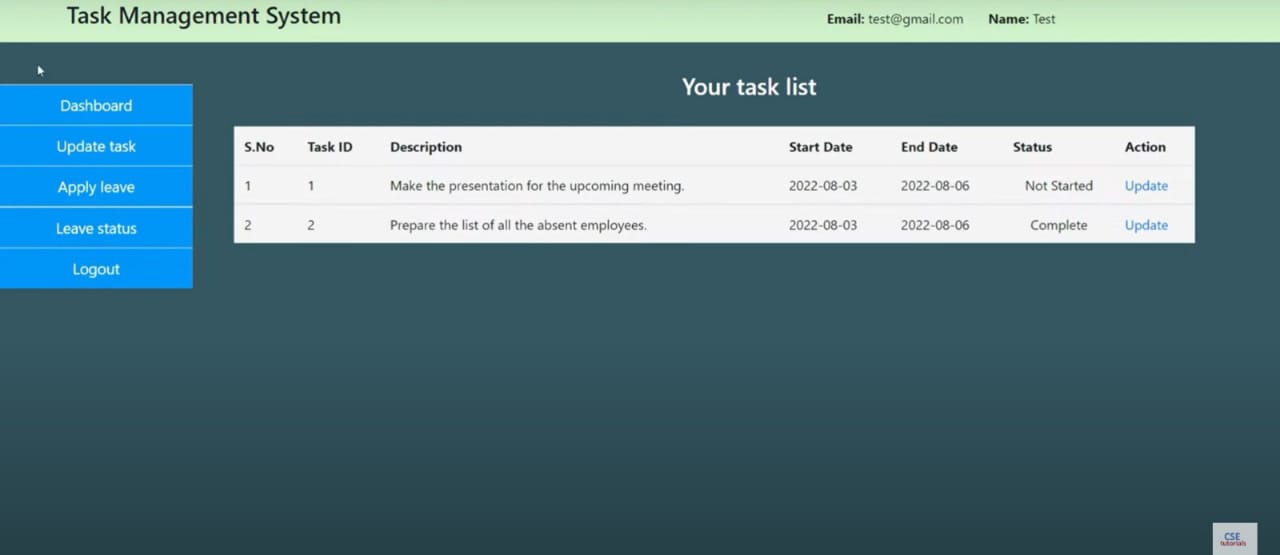 Task Management System
Email: test@gmail.com Name: Test
Dashboard
Update task
Apply leave
Leave status
Logout
Your task list
S.No Task ID Description Start Date End Date Status Action
1 1 Make the presentation for the upcoming meeting. 2022-08-03 2022-08-06 Not Started Update
2 2 Prepare the list of all the absent employees. 2022-08-03 2022-08-06 Complete Update
CSE
tutorials